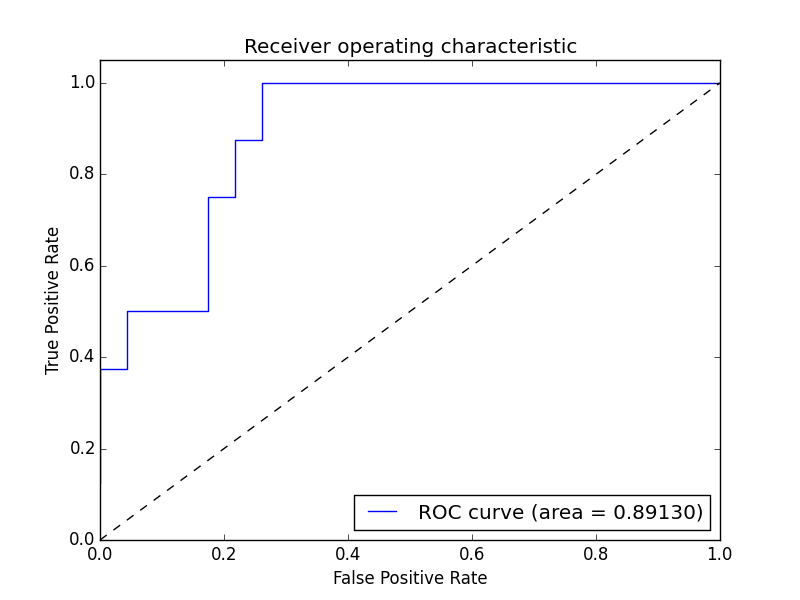 Receiver operating characteristic
True Positive Rate
1.0
0.8
0.6
0.4
0.2
0.0
ROC curve (area = 0.89130)
0.0 0.2 0.4 0.6 0.8 1.0
False Positive Rate